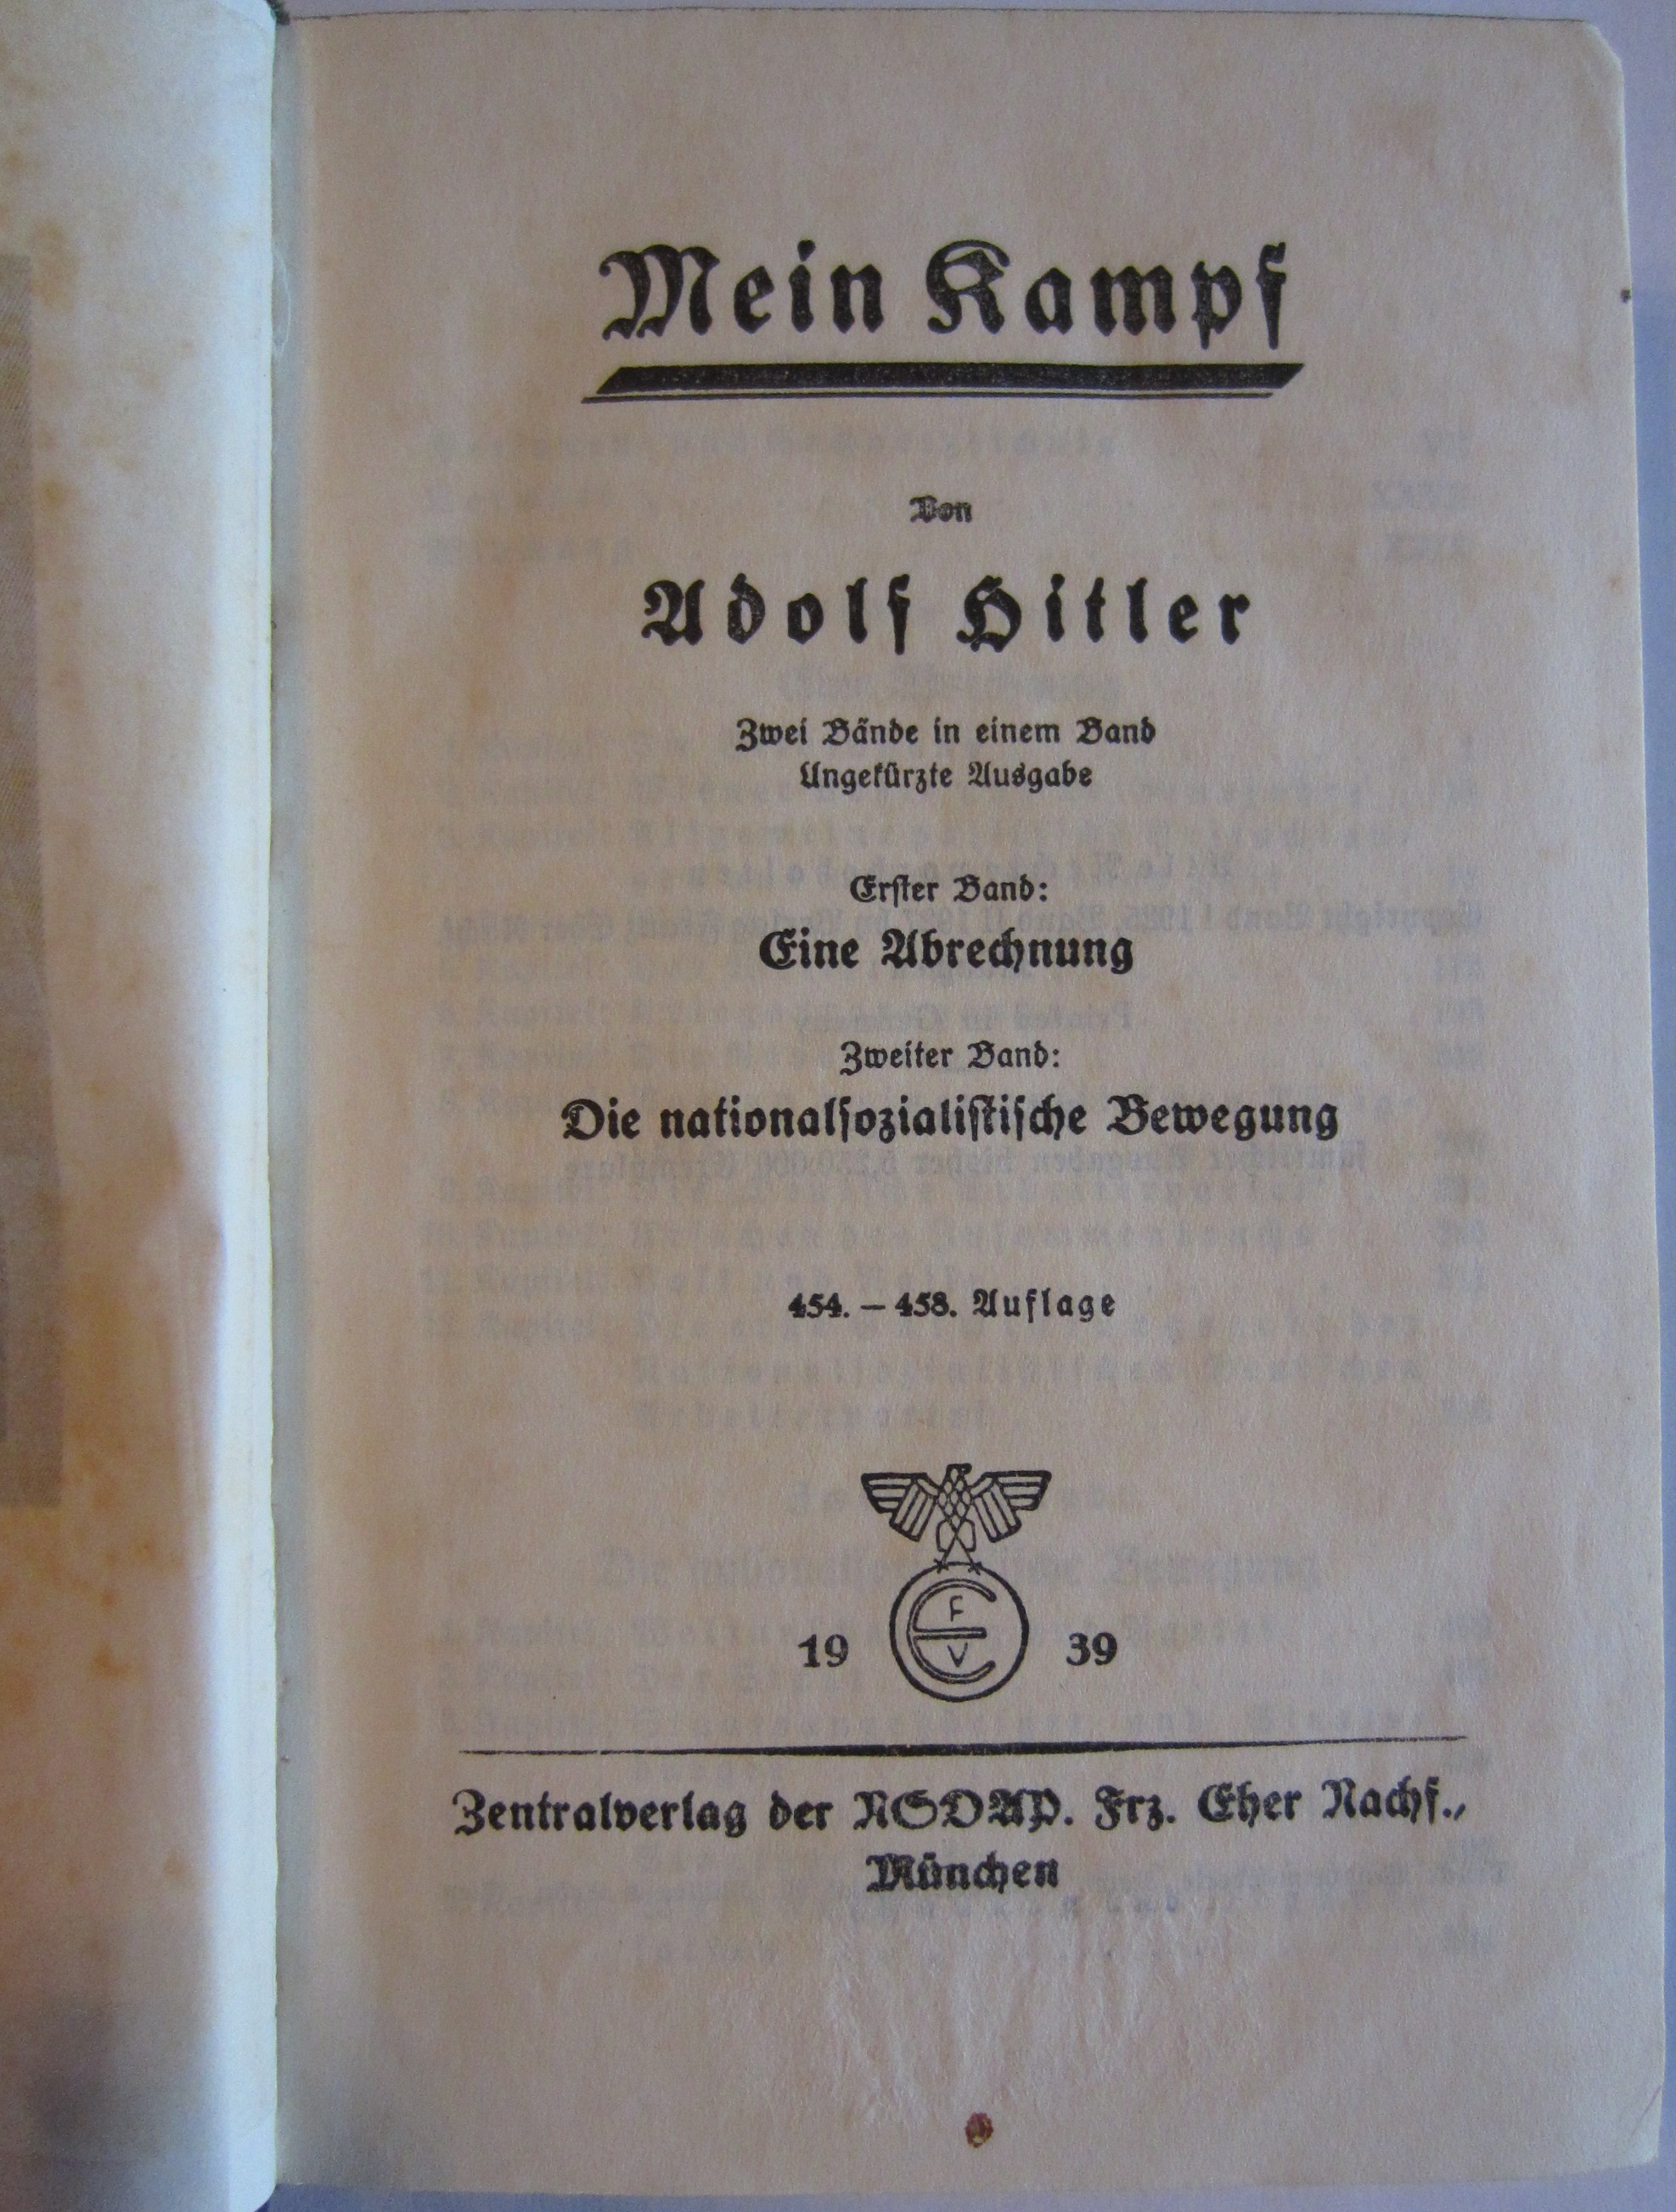 Mein Kampf
Von
Adolf Hitler
Zwei Bände in einem Band
Ungekürzte Ausgabe
Erster Band:
Eine Abrechnung
Zweiter Band:
Die nationalsozialistische Bewegung
454. – 458. Auflage
F
E
V
19 39
Zentralverlag der NSDAP. Frz. Eher Nachf.,
München